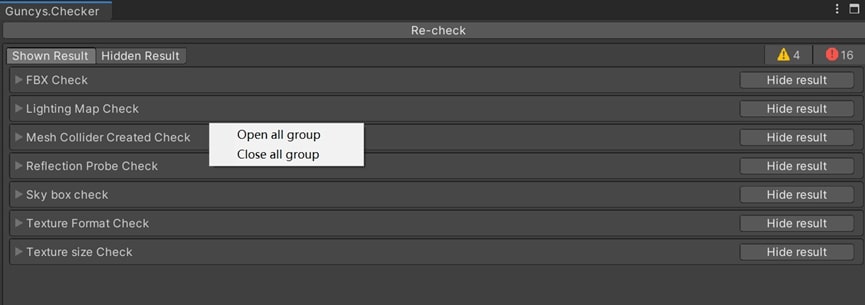 Guncys.Checker
Re-check
Shown Result Hidden Result 4 16
FBX Check Hide result
Lighting Map Check Hide result
Open all group
Mesh Collider Created Check Hide result
Close all group
Reflection Probe Check Hide result
Sky box check Hide result
Texture Format Check Hide result
Texture size Check Hide result